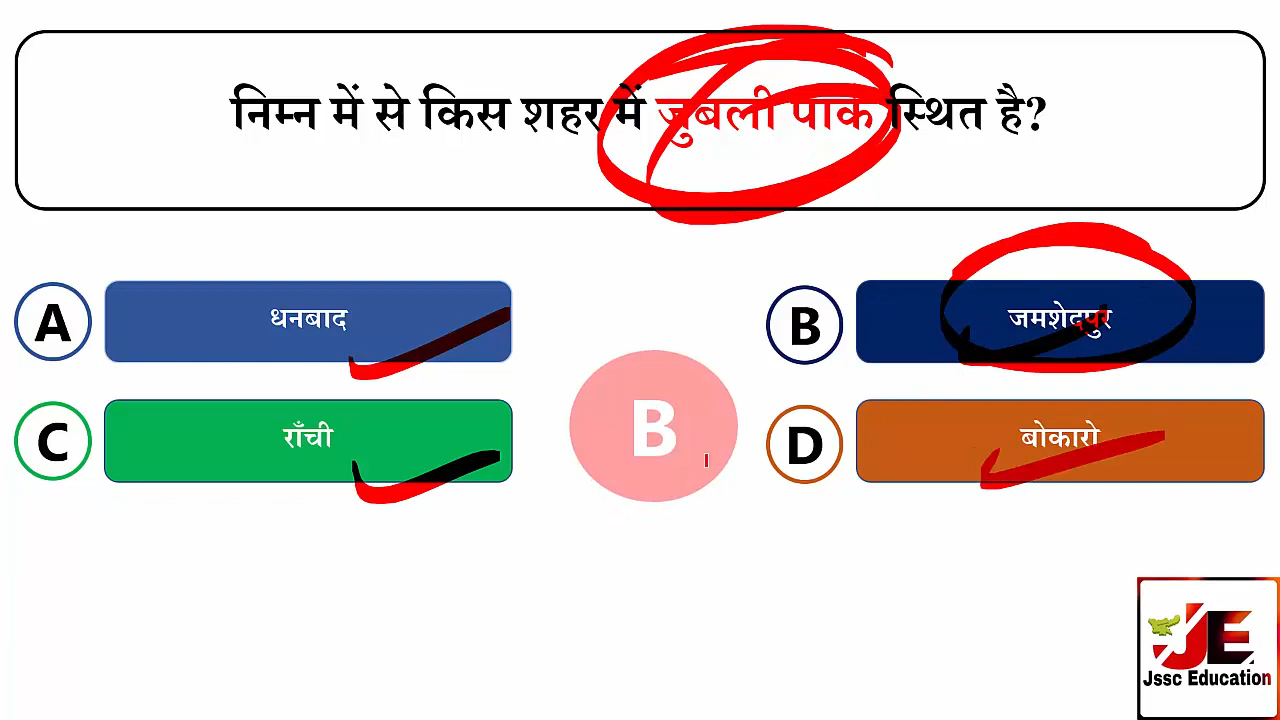 निम्न में से किस शहर में जुबली पार्क स्थित है?
A
धनबाद
B
जमशेदपुर
C
राँची
B
D
बोकारो
JE
Jssc Education